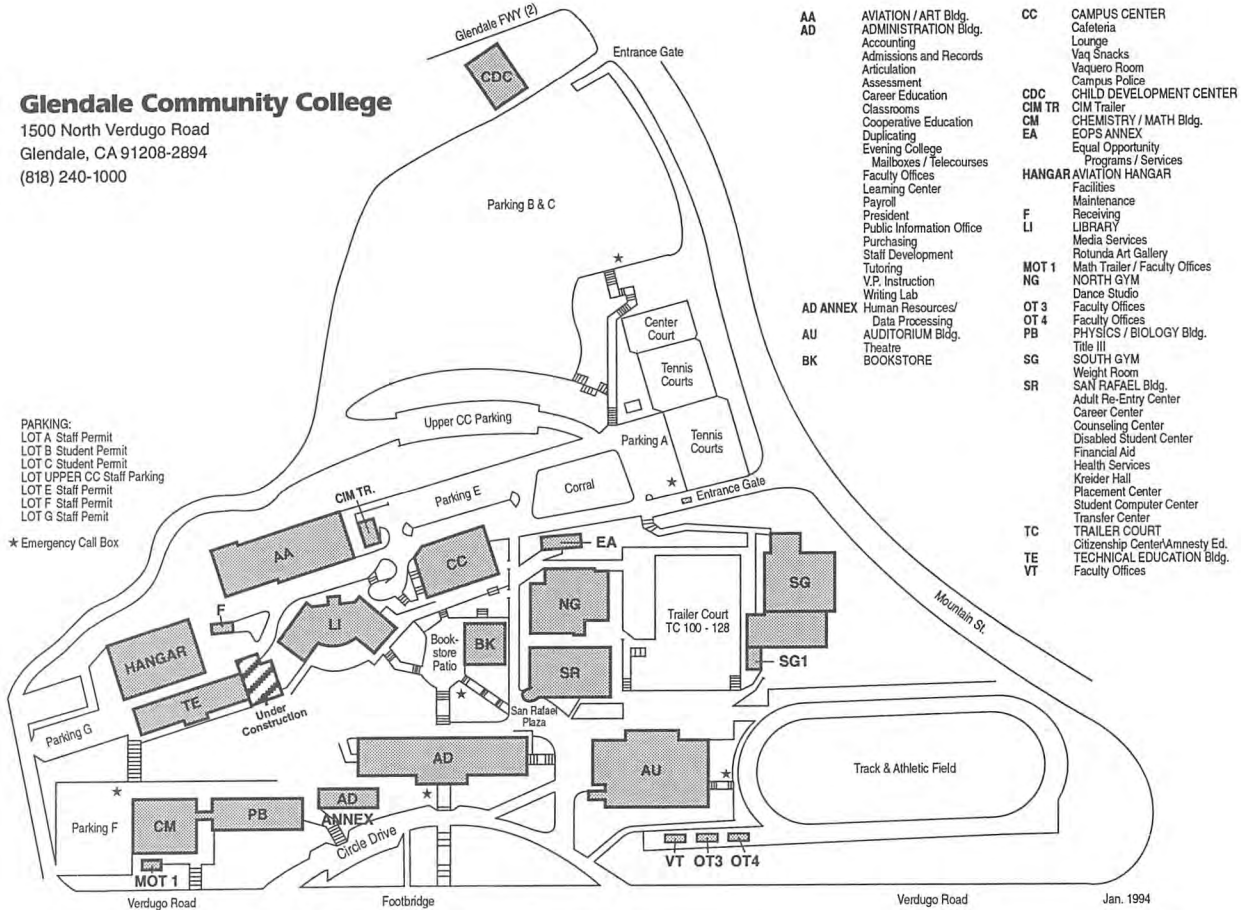 Glendale Community College
1500 North Verdugo Road
Glendale, CA 91208-2894
(818) 240-1000
PARKING:
LOT A Staff Permit
LOT B Student Permit
LOT C Student Permit
LOT UPPER CC Staff Parking
LOT E Staff Permit
LOT F Staff Permit
LOT G Staff Pemit
★ Emergency Call Box
AA AVIATION / ART Bldg.
AD ADMINISTRATION Bldg.
Accounting
Admissions and Records
Articulation
Assessment
Career Education
Classrooms
Cooperative Education
Duplicating
Evening College
Mailboxes / Telecourses
Faculty Offices
Learning Center
Payroll
President
Public Information Office
Purchasing
Staff Development
Tutoring
V.P. Instruction
Writing Lab
AD ANNEX Human Resources/
Data Processing
AU AUDITORIUM Bldg.
Theatre
BK BOOKSTORE
CC CAMPUS CENTER
Cafeteria
Lounge
Vaq Snacks
Vaquero Room
Campus Police
CDC CHILD DEVELOPMENT CENTER
CIM TR CIM Trailer
CM CHEMISTRY / MATH Bldg.
EA EOPS ANNEX
Equal Opportunity
Programs / Services
HANGAR AVIATION HANGAR
Facilities
Maintenance
F Receiving
LI LIBRARY
Media Services
Rotunda Art Gallery
MOT 1 Math Trailer / Faculty Offices
NG NORTH GYM
Dance Studio
OT 3 Faculty Offices
OT 4 Faculty Offices
PB PHYSICS / BIOLOGY Bldg.
Title III
SG SOUTH GYM
Weight Room
SR SAN RAFAEL Bldg.
Adult Re-Entry Center
Career Center
Counseling Center
Disabled Student Center
Financial Aid
Health Services
Kreider Hall
Placement Center
Student Computer Center
Transfer Center
TC TRAILER COURT
Citizenship Center\Amnesty Ed.
TE TECHNICAL EDUCATION Bldg.
VT Faculty Offices
Glendale FWY (2)
CDC
Entrance Gate
Parking B & C
Center
Court
Tennis
Courts
Upper CC Parking
Parking A
Tennis
Courts
CIM TR.
Parking E
Corral
Entrance Gate
AA
CC
EA
SG
NG
Trailer Court
TC 100 - 128
F
LI
Book-
store
Patio
BK
Mountain St.
HANGAR
SR
SG1
TE
Under
Construction
San Rafael
Plaza
Parking G
AD
AU
Track & Athletic Field
Parking F
CM
PB
AD
ANNEX
Circle Drive
MOT 1
VT
OT3
OT4
Verdugo Road
Footbridge
Verdugo Road
Jan. 1994